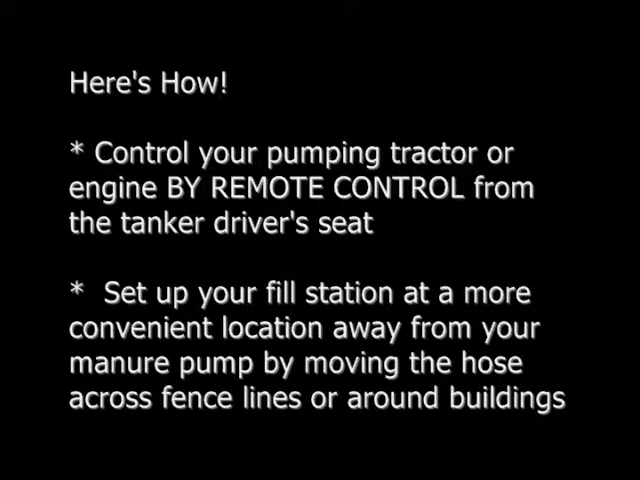 Here's How!
* Control your pumping tractor or
engine BY REMOTE CONTROL from
the tanker driver's seat
* Set up your fill station at a more
convenient location away from your
manure pump by moving the hose
across fence lines or around buildings